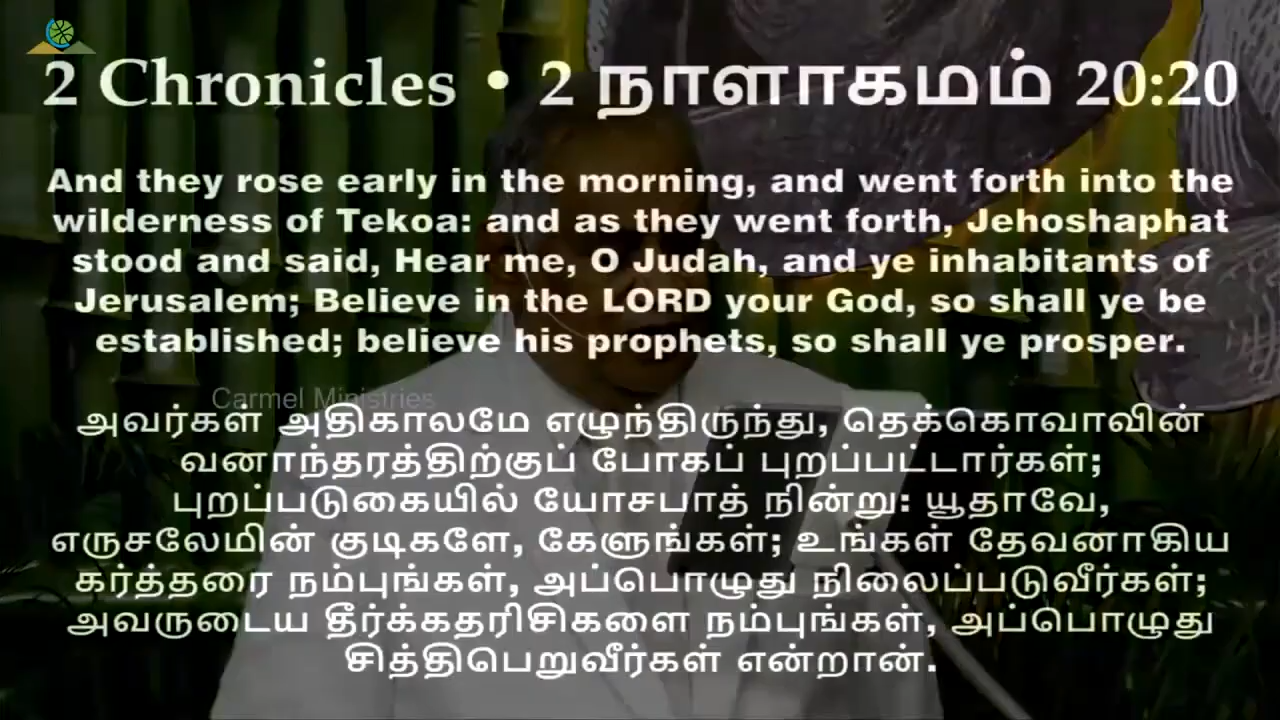 2 Chronicles • 2 நாளாகமம் 20:20
And they rose early in the morning, and went forth into the
wilderness of Tekoa: and as they went forth, Jehoshaphat
stood and said, Hear me, O Judah, and ye inhabitants of
Jerusalem; Believe in the LORD your God, so shall ye be
established; believe his prophets, so shall ye prosper.
Carmel Ministries
அவர்கள் அதிகாலமே எழுந்திருந்து, தெக்கொவாவின்
வனாந்தரத்திற்குப் போகப் புறப்பட்டார்கள்;
புறப்படுகையில் யோசபாத் நின்று: யூதாவே,
எருசலேமின் குடிகளே, கேளுங்கள்; உங்கள் தேவனாகிய
கர்த்தரை நம்புங்கள், அப்பொழுது நிலைப்படுவீர்கள்;
அவருடைய தீர்க்கதரிசிகளை நம்புங்கள், அப்பொழுது
சித்திபெறுவீர்கள் என்றான்.